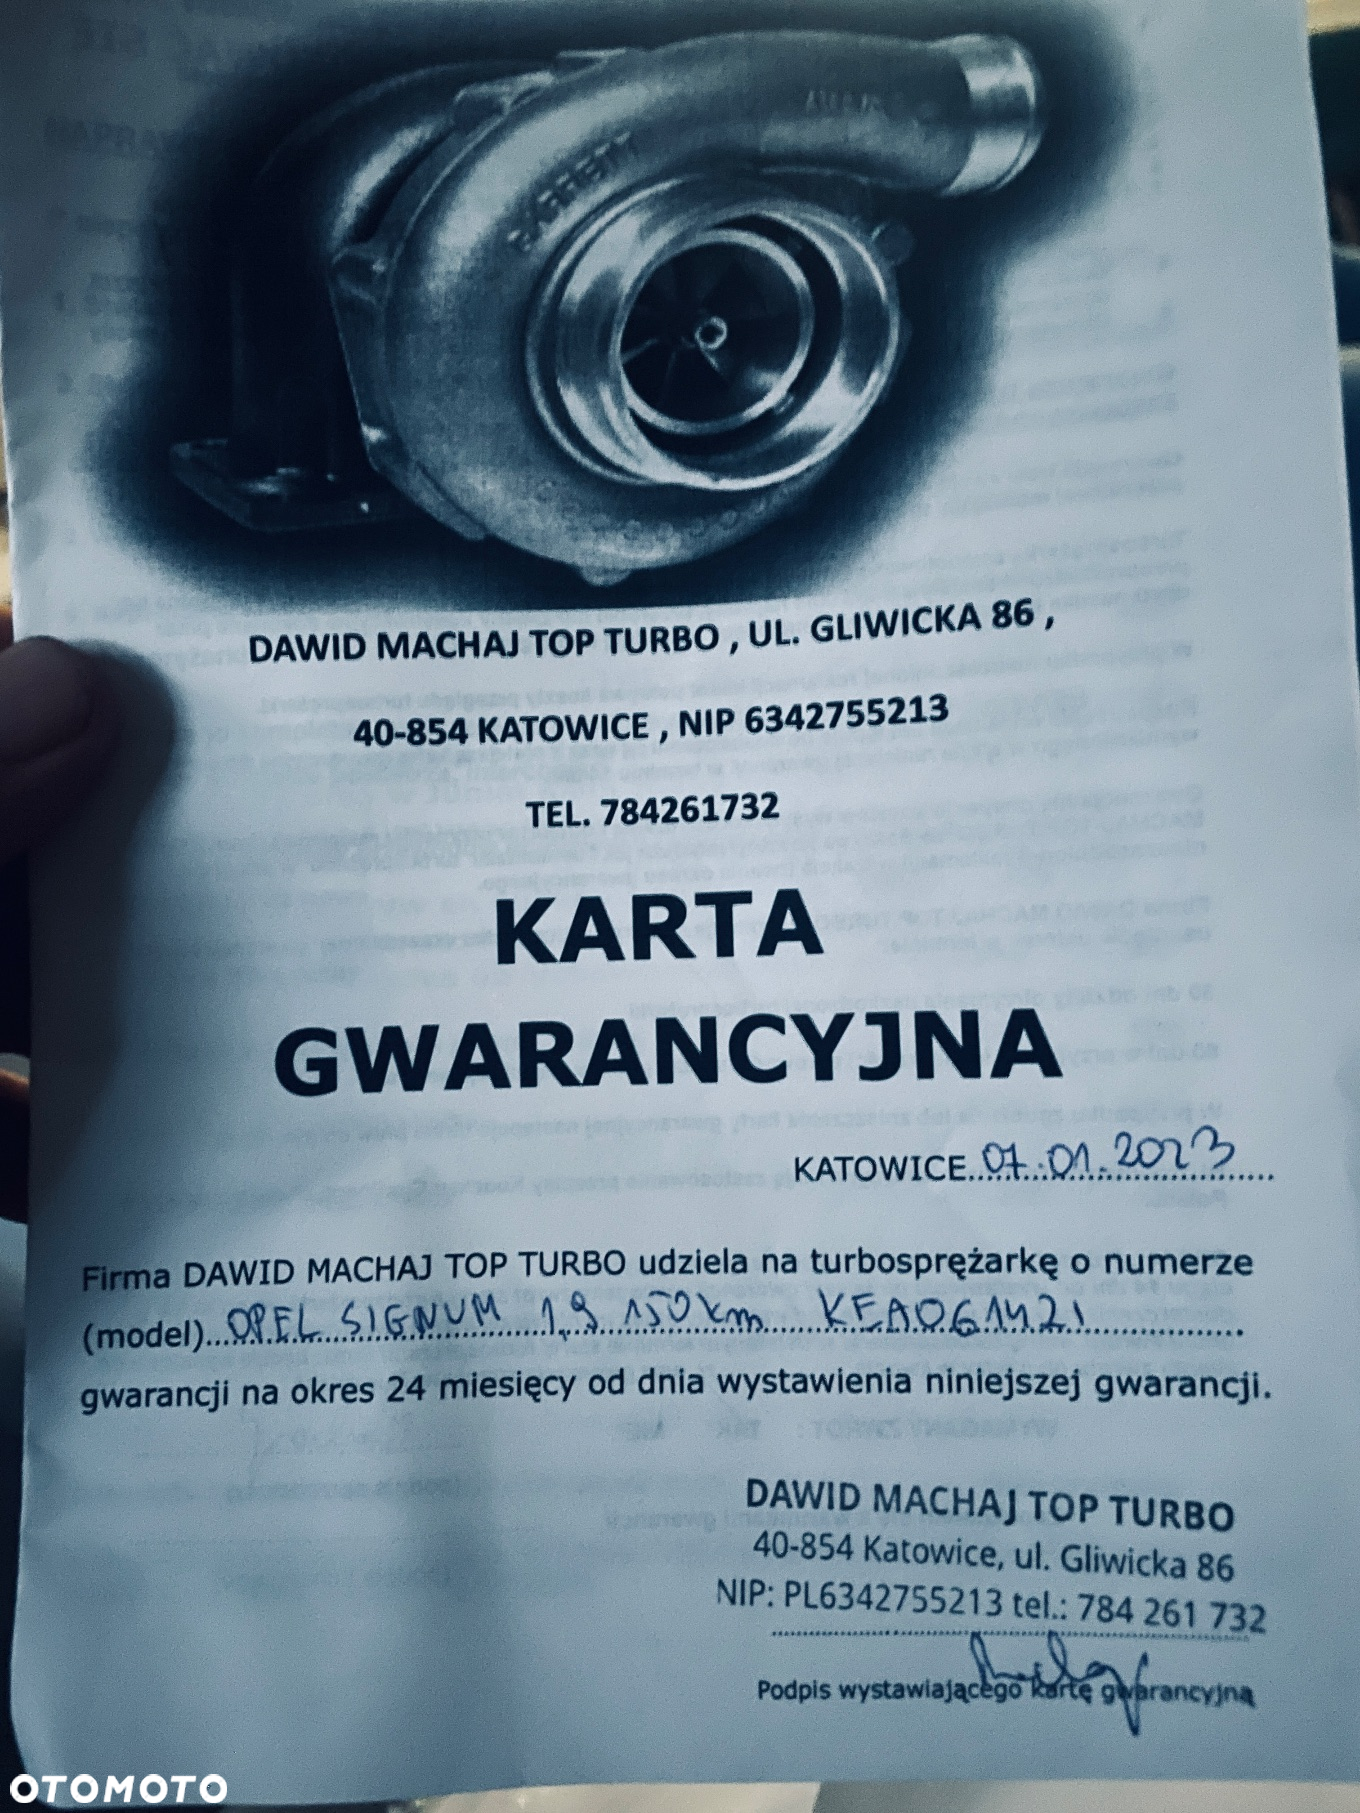 GARRETT
DAWID MACHAJ TOP TURBO , UL. GLIWICKA 86 ,
40-854 KATOWICE , NIP 6342755213
TEL. 784261732
KARTA
GWARANCYJNA
KATOWICE 07.01.2023
Firma DAWID MACHAJ TOP TURBO udziela na turbosprężarkę o numerze
(model) OPEL SIGNUM 1,9 150km KEA061421
gwarancji na okres 24 miesięcy od dnia wystawienia niniejszej gwarancji.
DAWID MACHAJ TOP TURBO
40-854 Katowice, ul. Gliwicka 86
NIP: PL6342755213 tel.: 784 261 732
Podpis wystawiającego kartę gwarancyjną
OTOMOTO